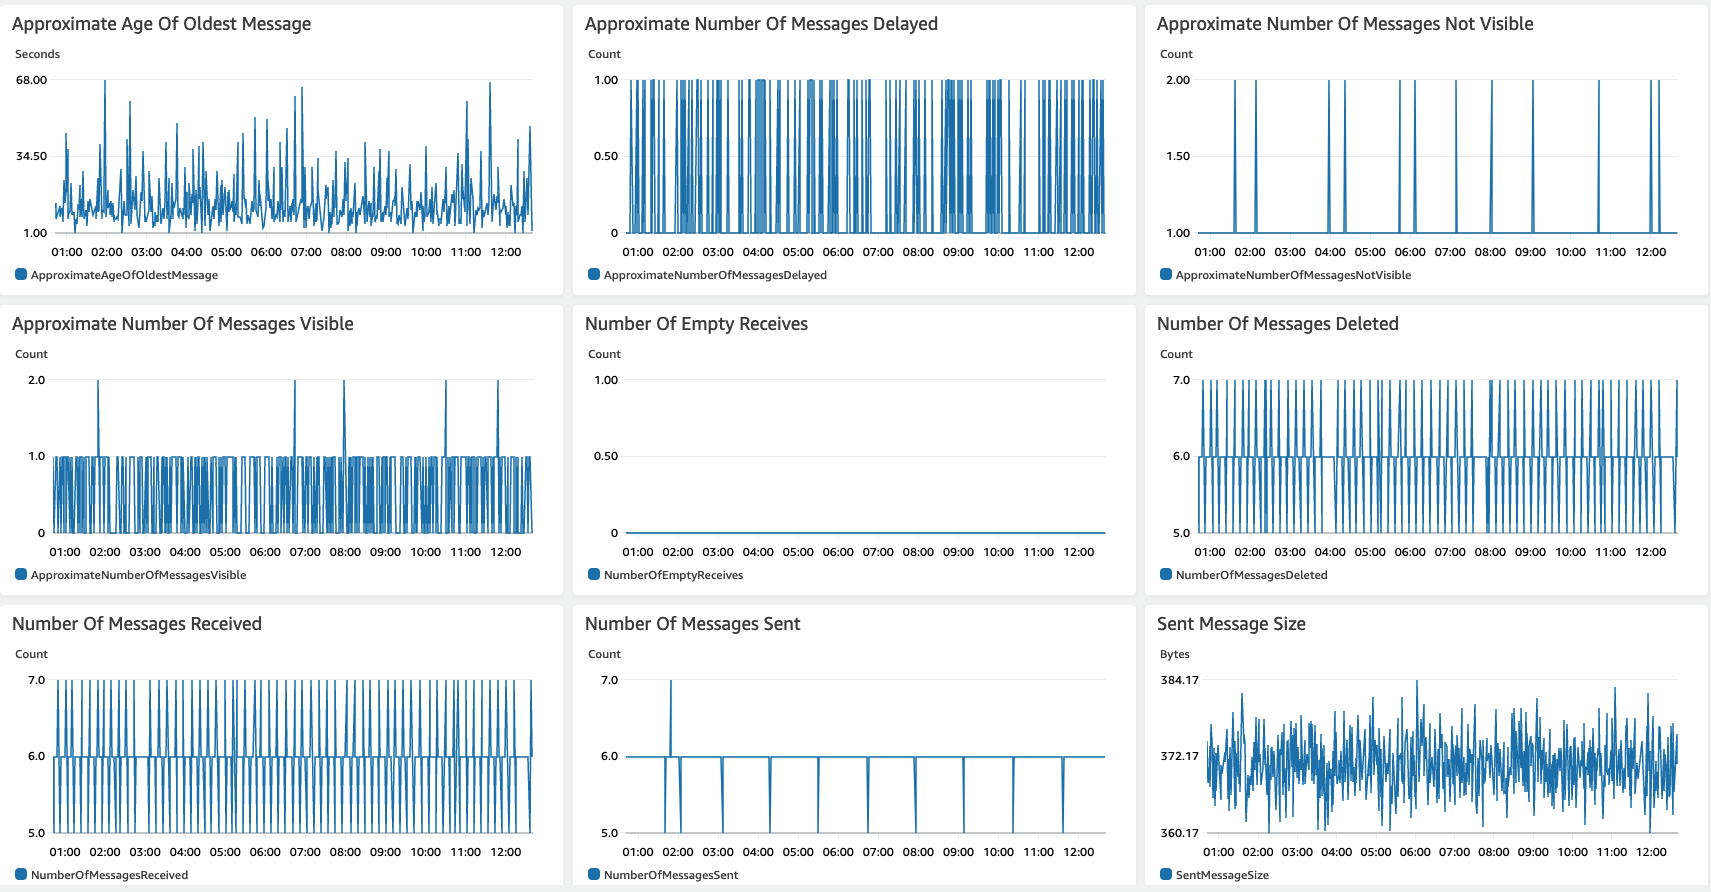 Approximate Age Of Oldest Message
Seconds
68.00
34.50
1.00
01:00 02:00 03:00 04:00 05:00 06:00 07:00 08:00 09:00 10:00 11:00 12:00
ApproximateAgeOfOldestMessage
Approximate Number Of Messages Delayed
Count
1.00
0.50
0
01:00 02:00 03:00 04:00 05:00 06:00 07:00 08:00 09:00 10:00 11:00 12:00
ApproximateNumberOfMessagesDelayed
Approximate Number Of Messages Not Visible
Count
2.00
1.50
1.00
01:00 02:00 03:00 04:00 05:00 06:00 07:00 08:00 09:00 10:00 11:00 12:00
ApproximateNumberOfMessagesNotVisible
Approximate Number Of Messages Visible
Count
2.0
1.0
0
01:00 02:00 03:00 04:00 05:00 06:00 07:00 08:00 09:00 10:00 11:00 12:00
ApproximateNumberOfMessagesVisible
Number Of Empty Receives
Count
1.00
0.50
0
01:00 02:00 03:00 04:00 05:00 06:00 07:00 08:00 09:00 10:00 11:00 12:00
NumberOfEmptyReceives
Number Of Messages Deleted
Count
7.0
6.0
5.0
01:00 02:00 03:00 04:00 05:00 06:00 07:00 08:00 09:00 10:00 11:00 12:00
NumberOfMessagesDeleted
Number Of Messages Received
Count
7.0
6.0
5.0
01:00 02:00 03:00 04:00 05:00 06:00 07:00 08:00 09:00 10:00 11:00 12:00
NumberOfMessagesReceived
Number Of Messages Sent
Count
7.0
6.0
5.0
01:00 02:00 03:00 04:00 05:00 06:00 07:00 08:00 09:00 10:00 11:00 12:00
NumberOfMessagesSent
Sent Message Size
Bytes
384.17
372.17
360.17
01:00 02:00 03:00 04:00 05:00 06:00 07:00 08:00 09:00 10:00 11:00 12:00
SentMessageSize